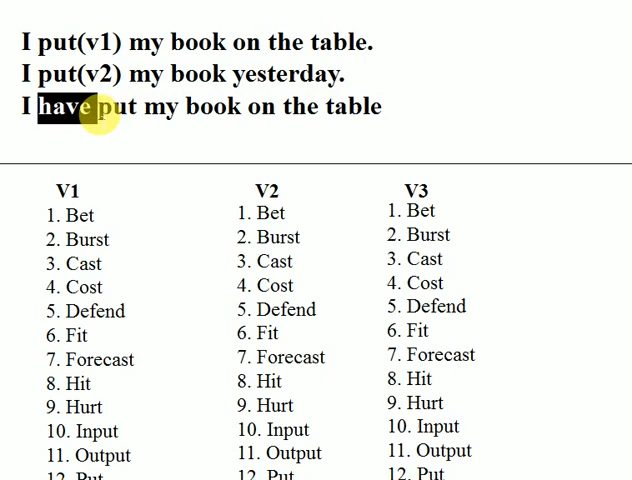 I put(v1) my book on the table.
I put(v2) my book yesterday.
I have put my book on the table
V1 V2 V3
1. Bet 1. Bet 1. Bet
2. Burst 2. Burst 2. Burst
3. Cast 3. Cast 3. Cast
4. Cost 4. Cost 4. Cost
5. Defend 5. Defend 5. Defend
6. Fit 6. Fit 6. Fit
7. Forecast 7. Forecast 7. Forecast
8. Hit 8. Hit 8. Hit
9. Hurt 9. Hurt 9. Hurt
10. Input 10. Input 10. Input
11. Output 11. Output 11. Output
12. Put 12. Put 12. Put